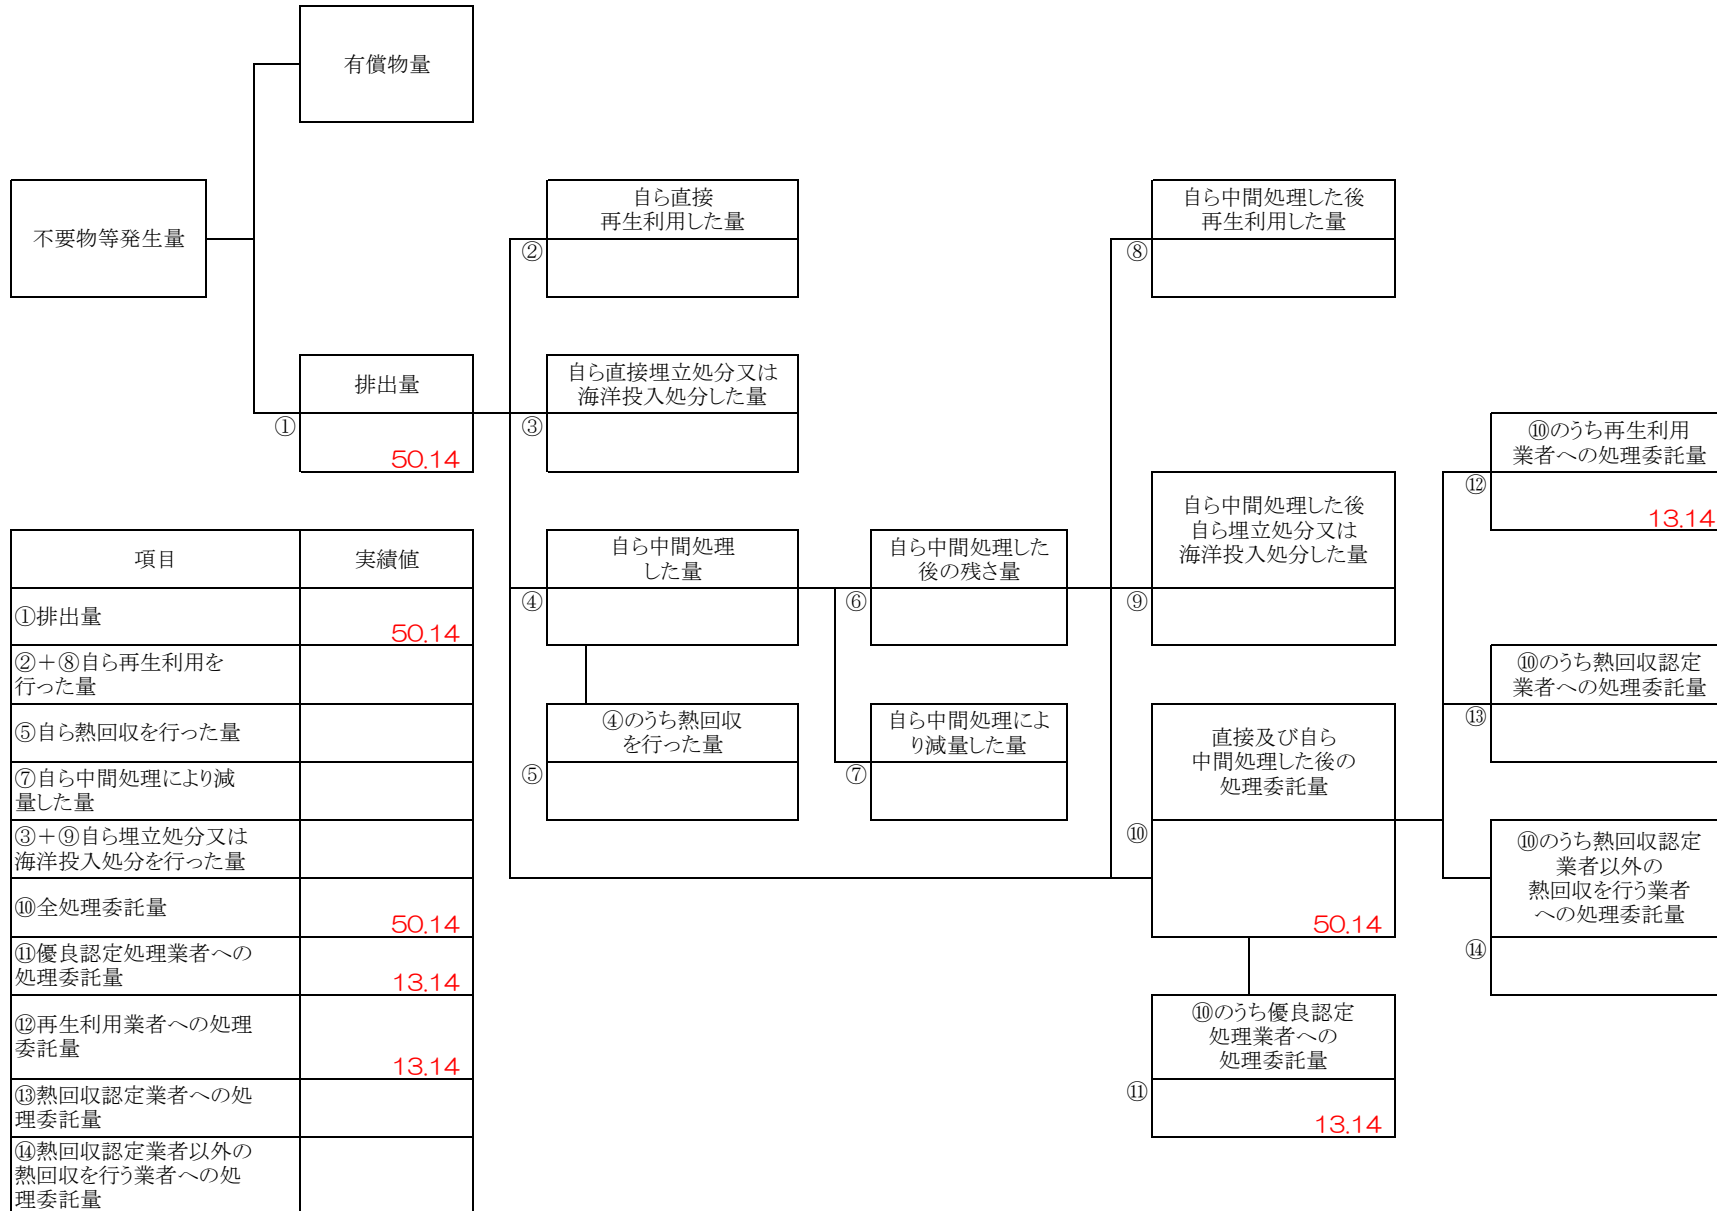 有償物量
不要物等発生量
自ら直接
再生利用した量
②
自ら中間処理した後
再生利用した量
⑧
排出量
①
50.14
自ら直接埋立処分又は
海洋投入処分した量
③
⑩のうち再生利用
業者への処理委託量
⑫
13.14
自ら中間処理
した量
④
自ら中間処理した
後の残さ量
⑥
自ら中間処理した後
自ら埋立処分又は
海洋投入処分した量
⑨
⑩のうち熱回収認定
業者への処理委託量
⑬
④のうち熱回収
を行った量
⑤
自ら中間処理によ
り減量した量
⑦
直接及び自ら
中間処理した後の
処理委託量
⑩
50.14
⑩のうち熱回収認定
業者以外の
熱回収を行う業者
への処理委託量
⑭
⑩のうち優良認定
処理業者への
処理委託量
⑪
13.14
項目 実績値
①排出量 50.14
②+⑧自ら再生利用を
行った量
⑤自ら熱回収を行った量
⑦自ら中間処理により減
量した量
③+⑨自ら埋立処分又は
海洋投入処分を行った量
⑩全処理委託量 50.14
⑪優良認定処理業者への
処理委託量 13.14
⑫再生利用業者への処理
委託量 13.14
⑬熱回収認定業者への処
理委託量
⑭熱回収認定業者以外の
熱回収を行う業者への処
理委託量